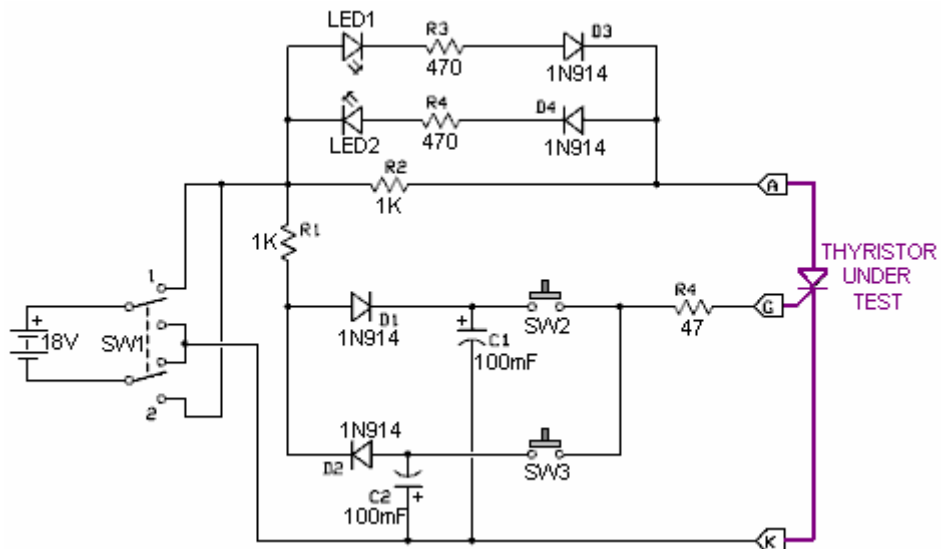 LED1
R3
470
D3
1N914
R4
470
D4
1N914
LED2
R2
1K
A
R1
1K
THYRISTOR
UNDER
TEST
1
+
18V
SW1
2
D1
1N914
+
C1
100mF
SW2
R4
47
G
1N914
D2
C2
+
100mF
SW3
K